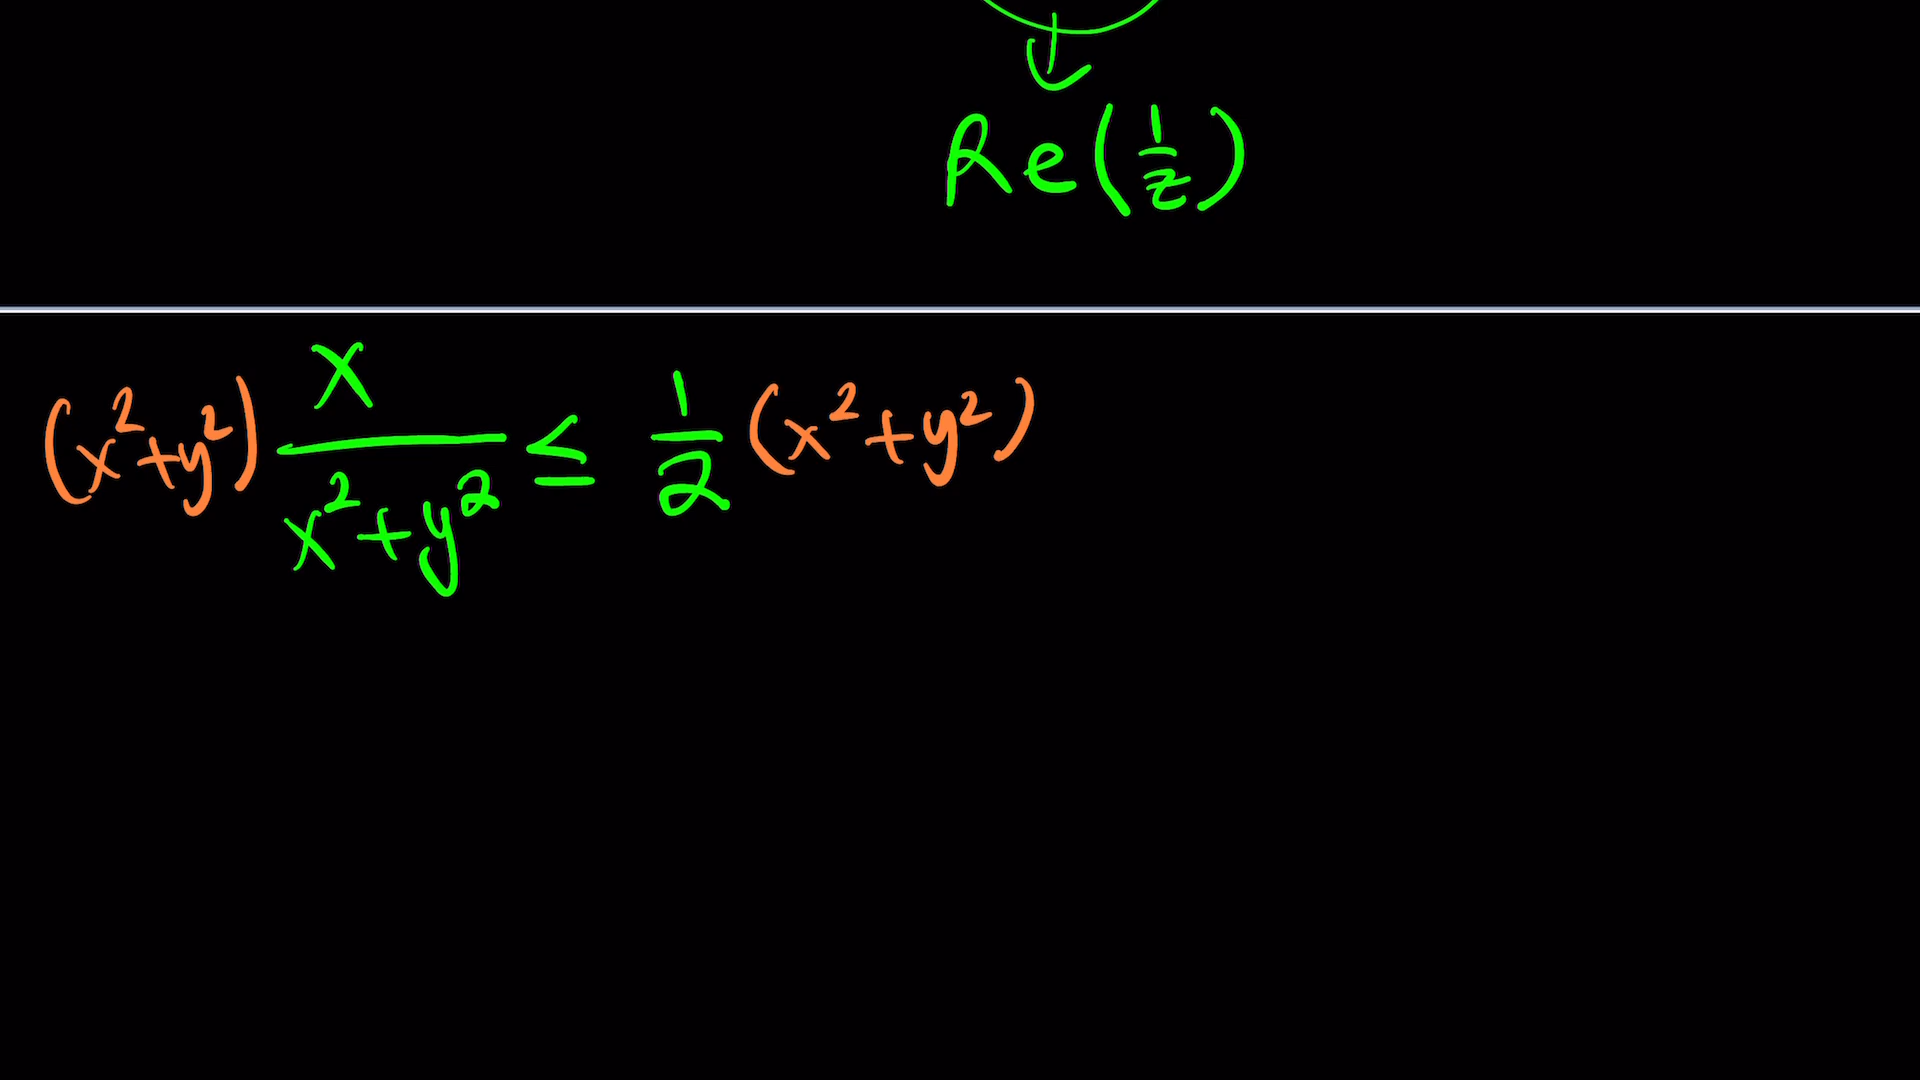 Re(1/z)
(x²+y²) x/(x²+y²) ≤ 1/2 (x²+y²)